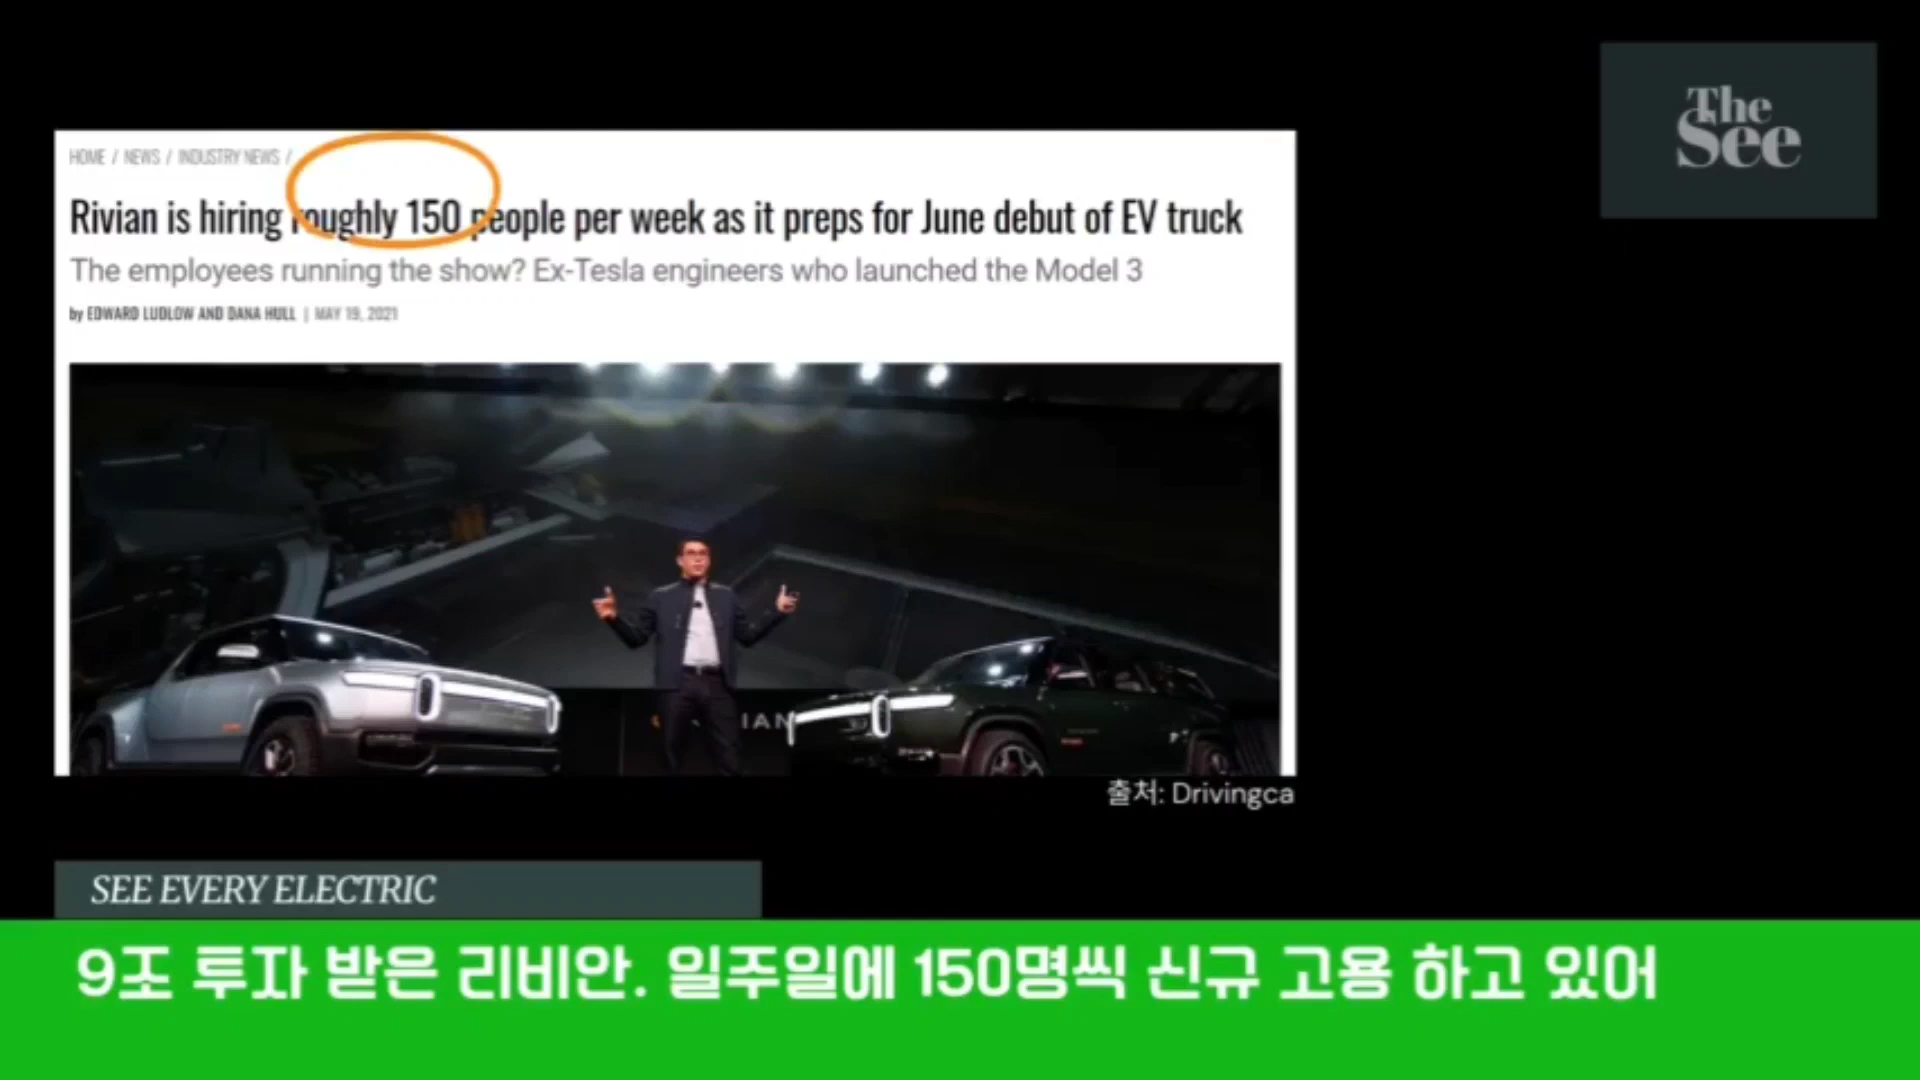 The
See
HOME / NEWS / INDUSTRY NEWS /
Rivian is hiring roughly 150 people per week as it preps for June debut of EV truck
The employees running the show? Ex-Tesla engineers who launched the Model 3
by EDWARD LUDLOW AND DANA HULL | MAY 19, 2021
IAN
출처: Drivingca
SEE EVERY ELECTRIC
9조 투자 받은 리비안. 일주일에 150명씩 신규 고용 하고 있어